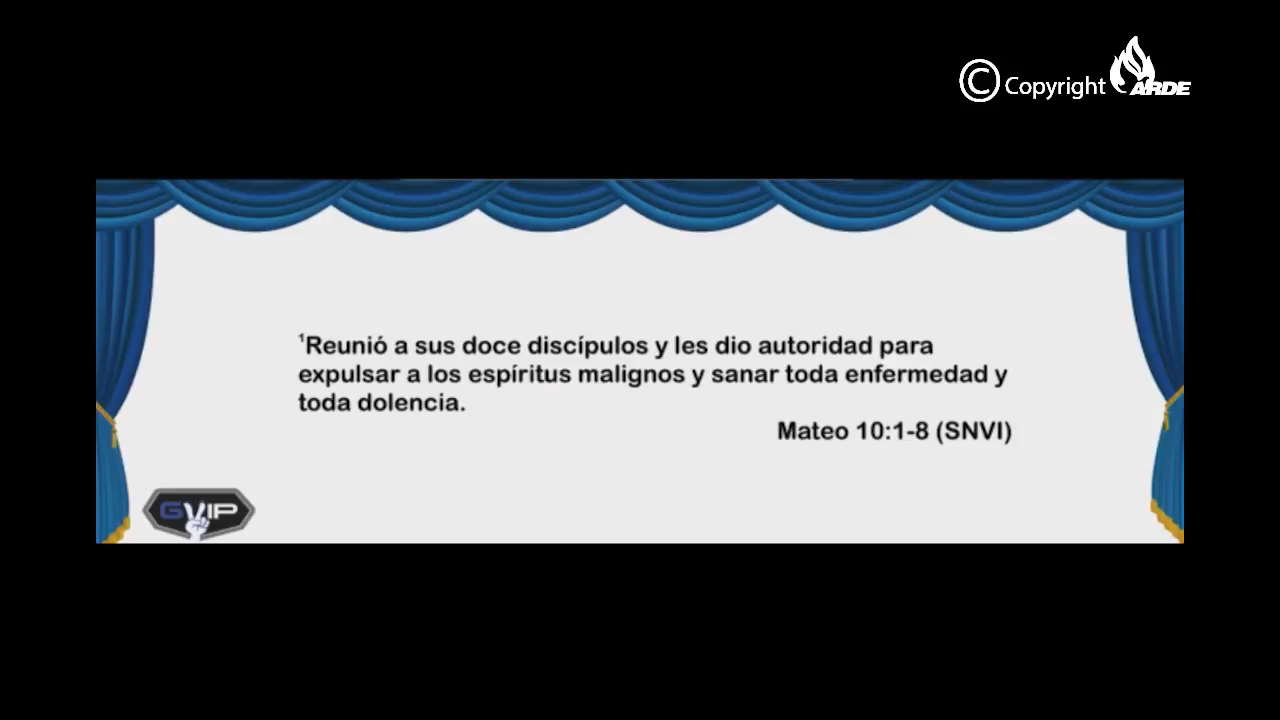 © Copyright ARDE
¹Reunió a sus doce discípulos y les dio autoridad para
expulsar a los espíritus malignos y sanar toda enfermedad y
toda dolencia.
Mateo 10:1-8 (SNVI)
GVIP